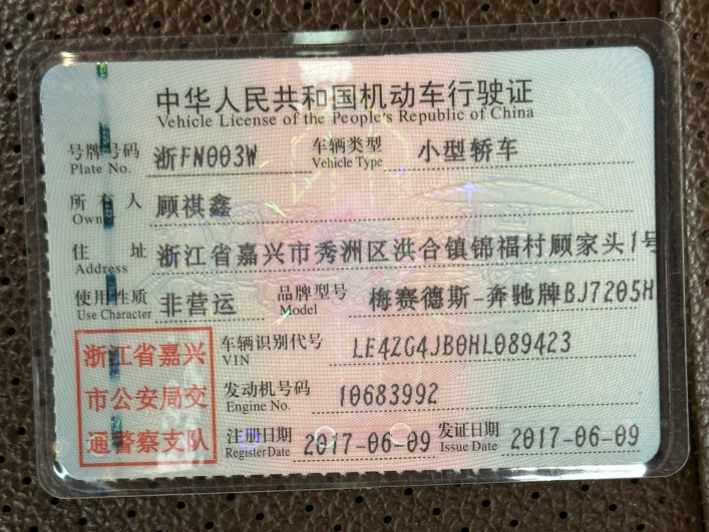 中华人民共和国机动车行驶证
Vehicle License of the People's Republic of China
号牌号码 浙FN003W 车辆类型 小型轿车
Plate No. Vehicle Type
所有人 顾祺鑫
Owner
住址 浙江省嘉兴市秀洲区洪合镇锦福村顾家头1号
Address
使用性质 非营运 品牌型号 梅赛德斯-奔驰牌BJ7205H
Use Character Model
浙江省嘉兴
市公安局交
通警察支队
车辆识别代号 LE4ZG4JB0HL089423
VIN
发动机号码 10683992
Engine No.
注册日期 2017-06-09 发证日期 2017-06-09
Register Date Issue Date